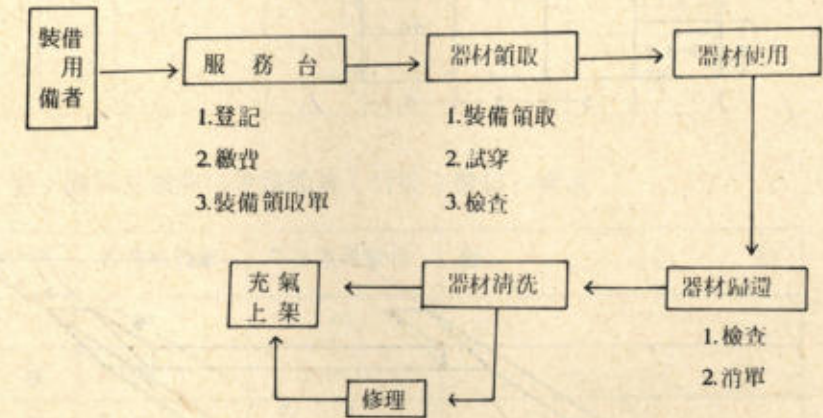 裝借
用
備者
服務台
1.登記
2.繳費
3.裝備領取單
器材領取
1.裝備領取
2.試穿
3.檢查
器材使用
器材歸還
1.檢查
2.消單
器材清洗
修理
充氣
上架